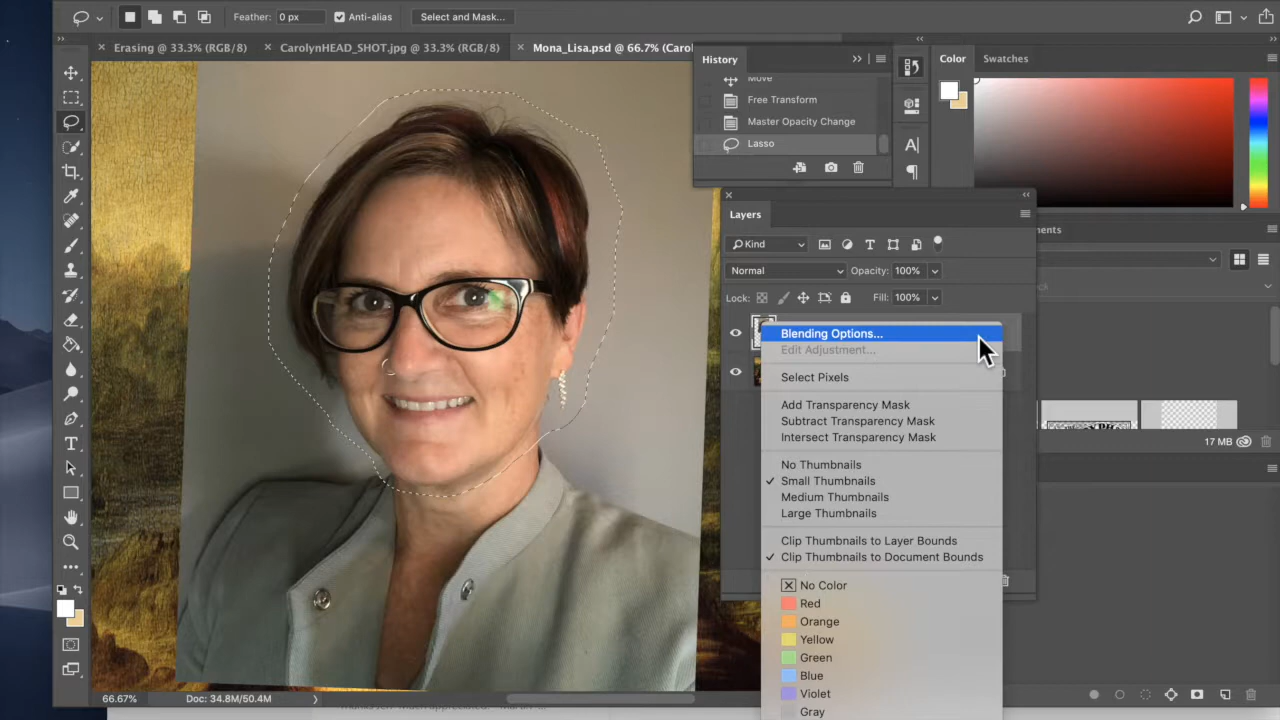 Feather: 0 px Anti-alias Select and Mask...
Erasing @ 33.3% (RGB/8) CarolynHEAD_SHOT.jpg @ 33.3% (RGB/8) Mona_Lisa.psd @ 66.7% (Carol
History
Move
Free Transform
Master Opacity Change
Lasso
Color Swatches
Layers
Kind
Normal Opacity: 100%
Lock: Fill: 100%
Blending Options...
Edit Adjustment...
Select Pixels
Add Transparency Mask
Subtract Transparency Mask
Intersect Transparency Mask
No Thumbnails
Small Thumbnails
Medium Thumbnails
Large Thumbnails
Clip Thumbnails to Layer Bounds
Clip Thumbnails to Document Bounds
No Color
Red
Orange
Yellow
Green
Blue
Violet
Gray
ments
17 MB
66.67% Doc: 34.8M/50.4M